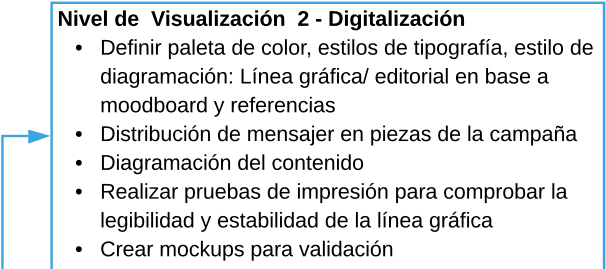 Nivel de  Visualización  2 - Digitalización
• Definir paleta de color, estilos de tipografía, estilo de
diagramación: Línea gráfica/ editorial en base a
moodboard y referencias
• Distribución de mensajer en piezas de la campaña
• Diagramación del contenido
• Realizar pruebas de impresión para comprobar la
legibilidad y estabilidad de la línea gráfica
• Crear mockups para validación